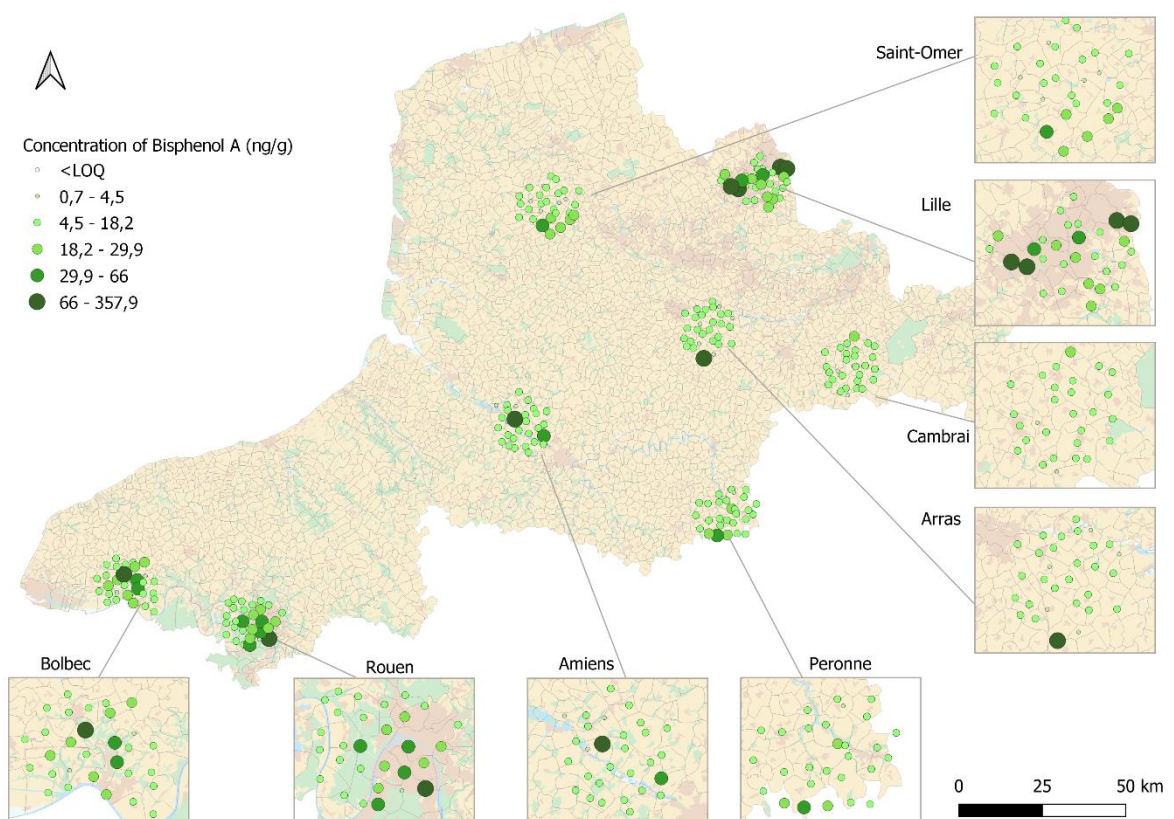 Saint-Omer
Concentration of Bisphenol A (ng/g)
<LOQ
0,7 - 4,5
4,5 - 18,2
18,2 - 29,9
29,9 - 66
66 - 357,9
Lille
Cambrai
Arras
Bolbec
Rouen
Amiens
Peronne
0 25 50 km